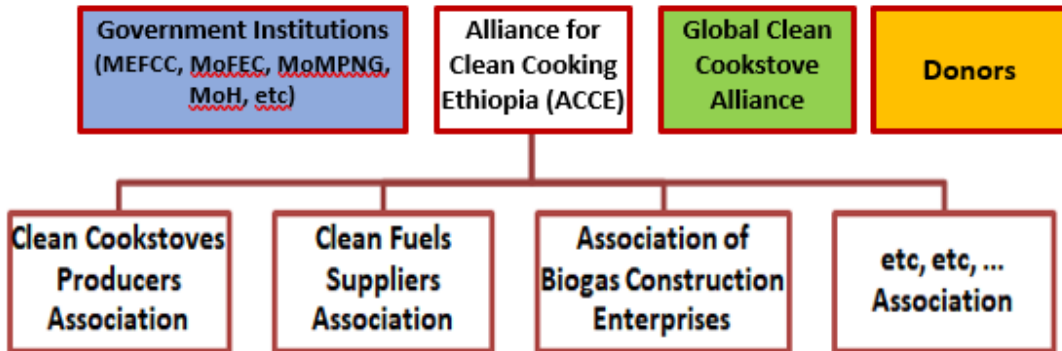 Government Institutions
(MEFCC, MoFEC, MoMPNG,
MoH, etc)
Alliance for
Clean Cooking
Ethiopia (ACCE)
Global Clean
Cookstove
Alliance
Donors
Clean Cookstoves
Producers
Association
Clean Fuels
Suppliers
Association
Association of
Biogas Construction
Enterprises
etc, etc, ...
Association